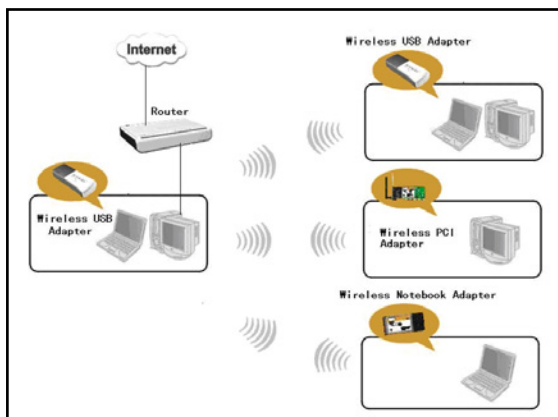 Internet
Router
Wireless USB
Adapter
Wireless USB Adapter
Wireless PCI
Adapter
Wireless Notebook Adapter